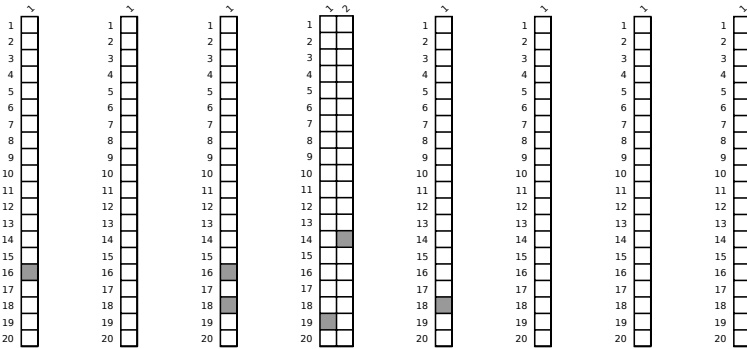 1 1 1 1 2 1 1 1 1
1 1 1 1 1 1 1 1
2 2 2 2 2 2 2 2
3 3 3 3 3 3 3 3
4 4 4 4 4 4 4 4
5 5 5 5 5 5 5 5
6 6 6 6 6 6 6 6
7 7 7 7 7 7 7 7
8 8 8 8 8 8 8 8
9 9 9 9 9 9 9 9
10 10 10 10 10 10 10 10
11 11 11 11 11 11 11 11
12 12 12 12 12 12 12 12
13 13 13 13 13 13 13 13
14 14 14 14 14 14 14 14
15 15 15 15 15 15 15 15
16 16 16 16 16 16 16 16
17 17 17 17 17 17 17 17
18 18 18 18 18 18 18 18
19 19 19 19 19 19 19 19
20 20 20 20 20 20 20 20